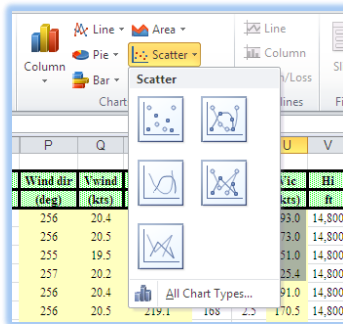 Line Area Line
Column Pie Scatter Column
Bar /Loss
Chart lines Fi
Scatter
P Q U V
Wind dir Vwind Vic Hi
(deg) (kts) (kts) ft
256 20.4 93.0 14,800
256 20.5 73.0 14,800
255 19.5 51.0 14,800
257 20.2 25.4 14,800
256 20.4 91.0 14,800
All Chart Types...
256 20.5 219.1 168 2.5 170.5 14,800